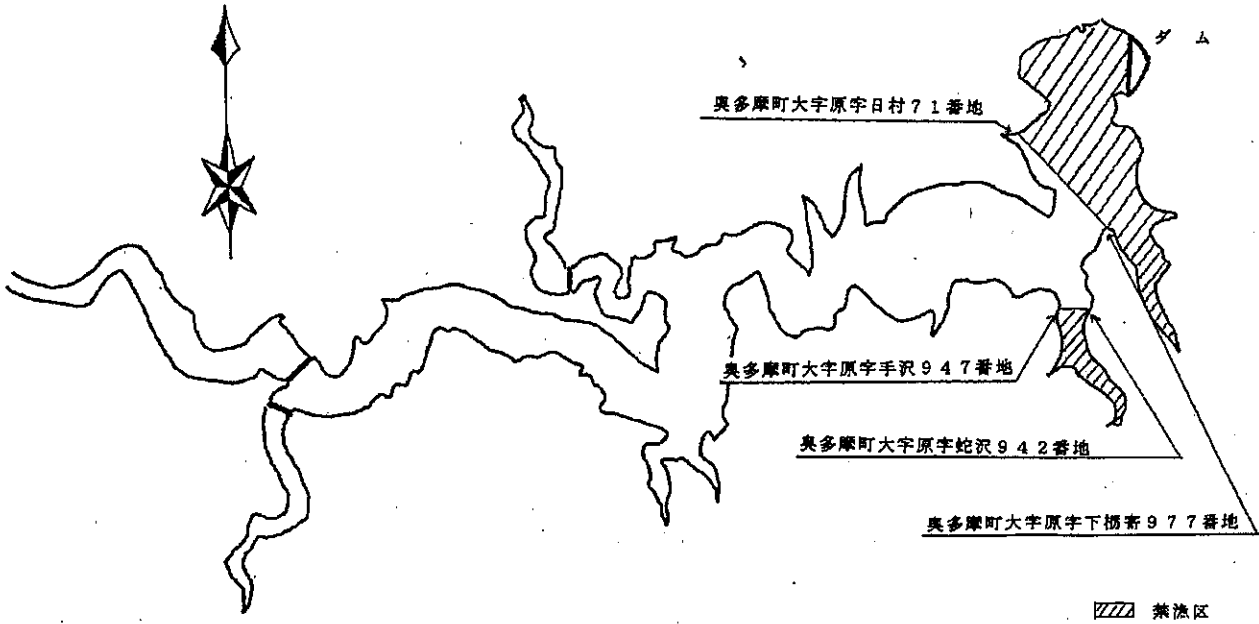 ダム
奥多摩町大字原字日村71番地
奥多摩町大字原字手沢947番地
奥多摩町大字原字蛇沢942番地
奥多摩町大字原字下栃寄977番地
禁漁区